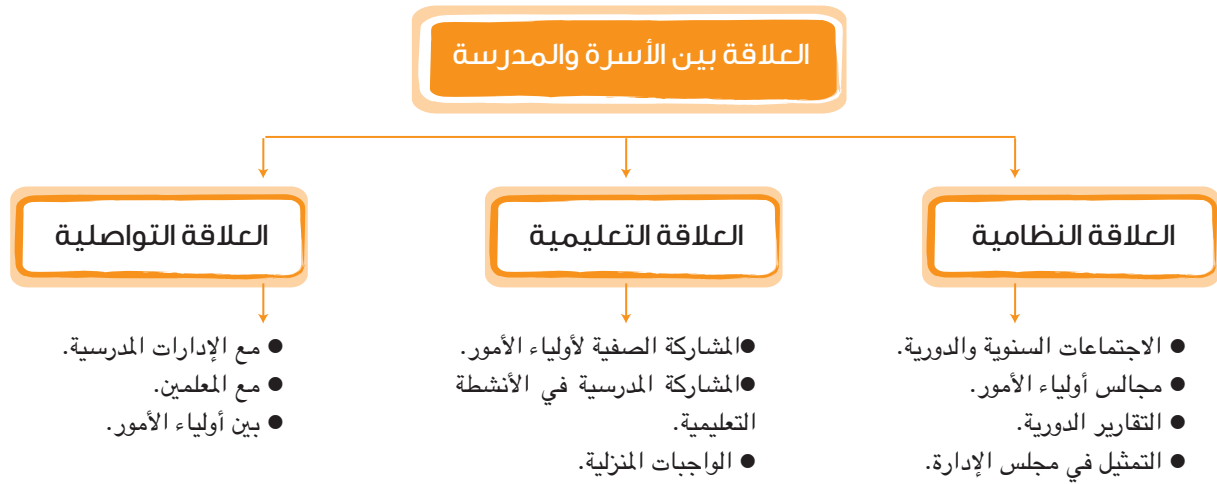 العلاقة بين الأسرة والمدرسة
العلاقة النظامية
● الاجتماعات السنوية والدورية.
● مجالس أولياء الأمور.
● التقارير الدورية.
● التمثيل في مجلس الإدارة.
العلاقة التعليمية
●المشاركة الصفية لأولياء الأمور.
●المشاركة المدرسية في الأنشطة
التعليمية.
● الواجبات المنزلية.
العلاقة التواصلية
● مع الإدارات المدرسية.
● مع المعلمين.
● بين أولياء الأمور.